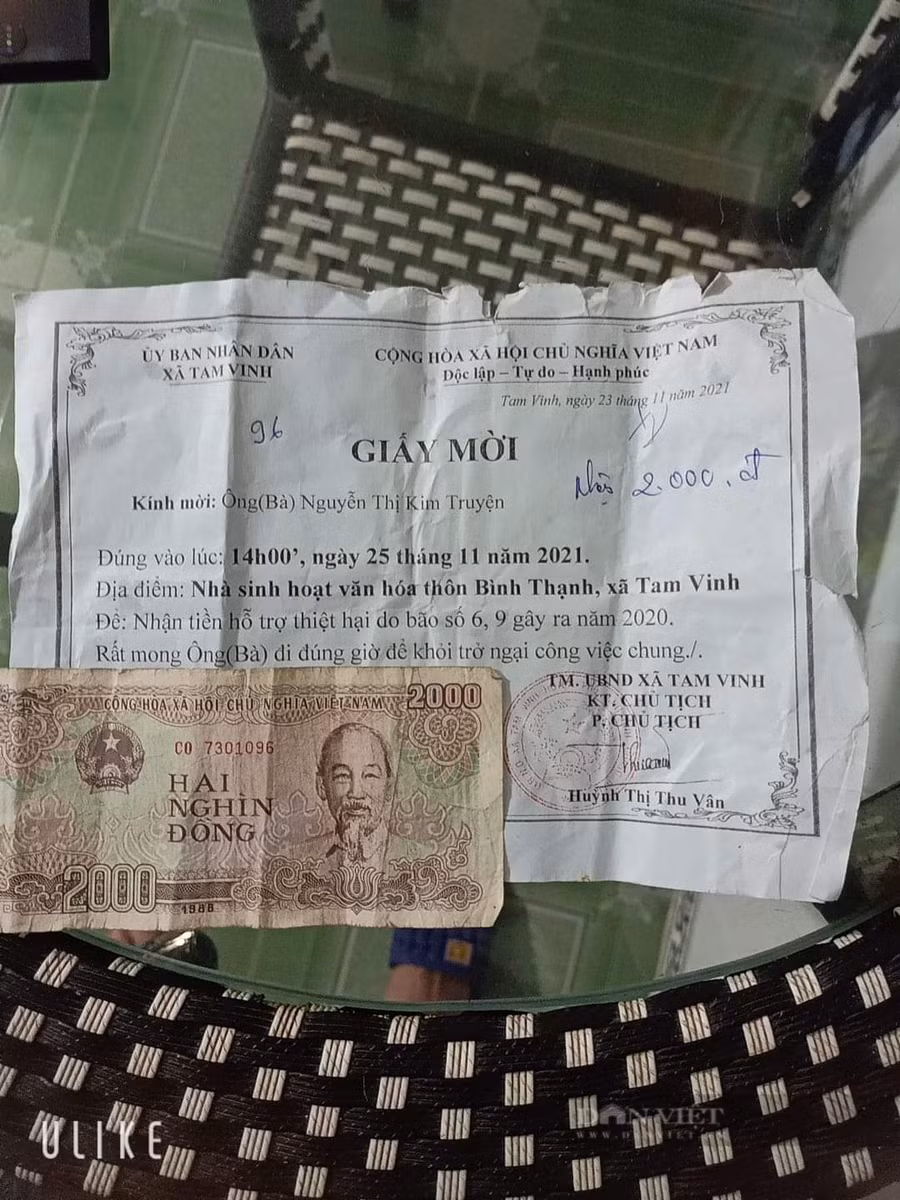 ỦY BAN NHÂN DÂN
XÃ TAM VINH
CỘNG HÒA XÃ HỘI CHỦ NGHĨA VIỆT NAM
Độc lập – Tự do – Hạnh phúc
Tam Vinh, ngày 23 tháng 11 năm 2021
96
GIẤY MỜI
2.000.đ
Kính mời: Ông(Bà) Nguyễn Thị Kim Truyện
Đúng vào lúc: 14h00’, ngày 25 tháng 11 năm 2021.
Địa điểm: Nhà sinh hoạt văn hóa thôn Bình Thạnh, xã Tam Vinh
Đề: Nhận tiền hỗ trợ thiệt hại do bão số 6, 9 gây ra năm 2020.
Rất mong Ông(Bà) đi đúng giờ để khỏi trở ngại công việc chung./.
TM. UBND XÃ TAM VINH
KT. CHỦ TỊCH
P. CHỦ TỊCH
Huỳnh Thị Thu Vân
CỘNG HÒA XÃ HỘI CHỦ NGHĨA VIỆT NAM
2000
CO 7301096
HAI
NGHÌN
ĐỒNG
2000
1988
DÂN VIỆT
ULIKE